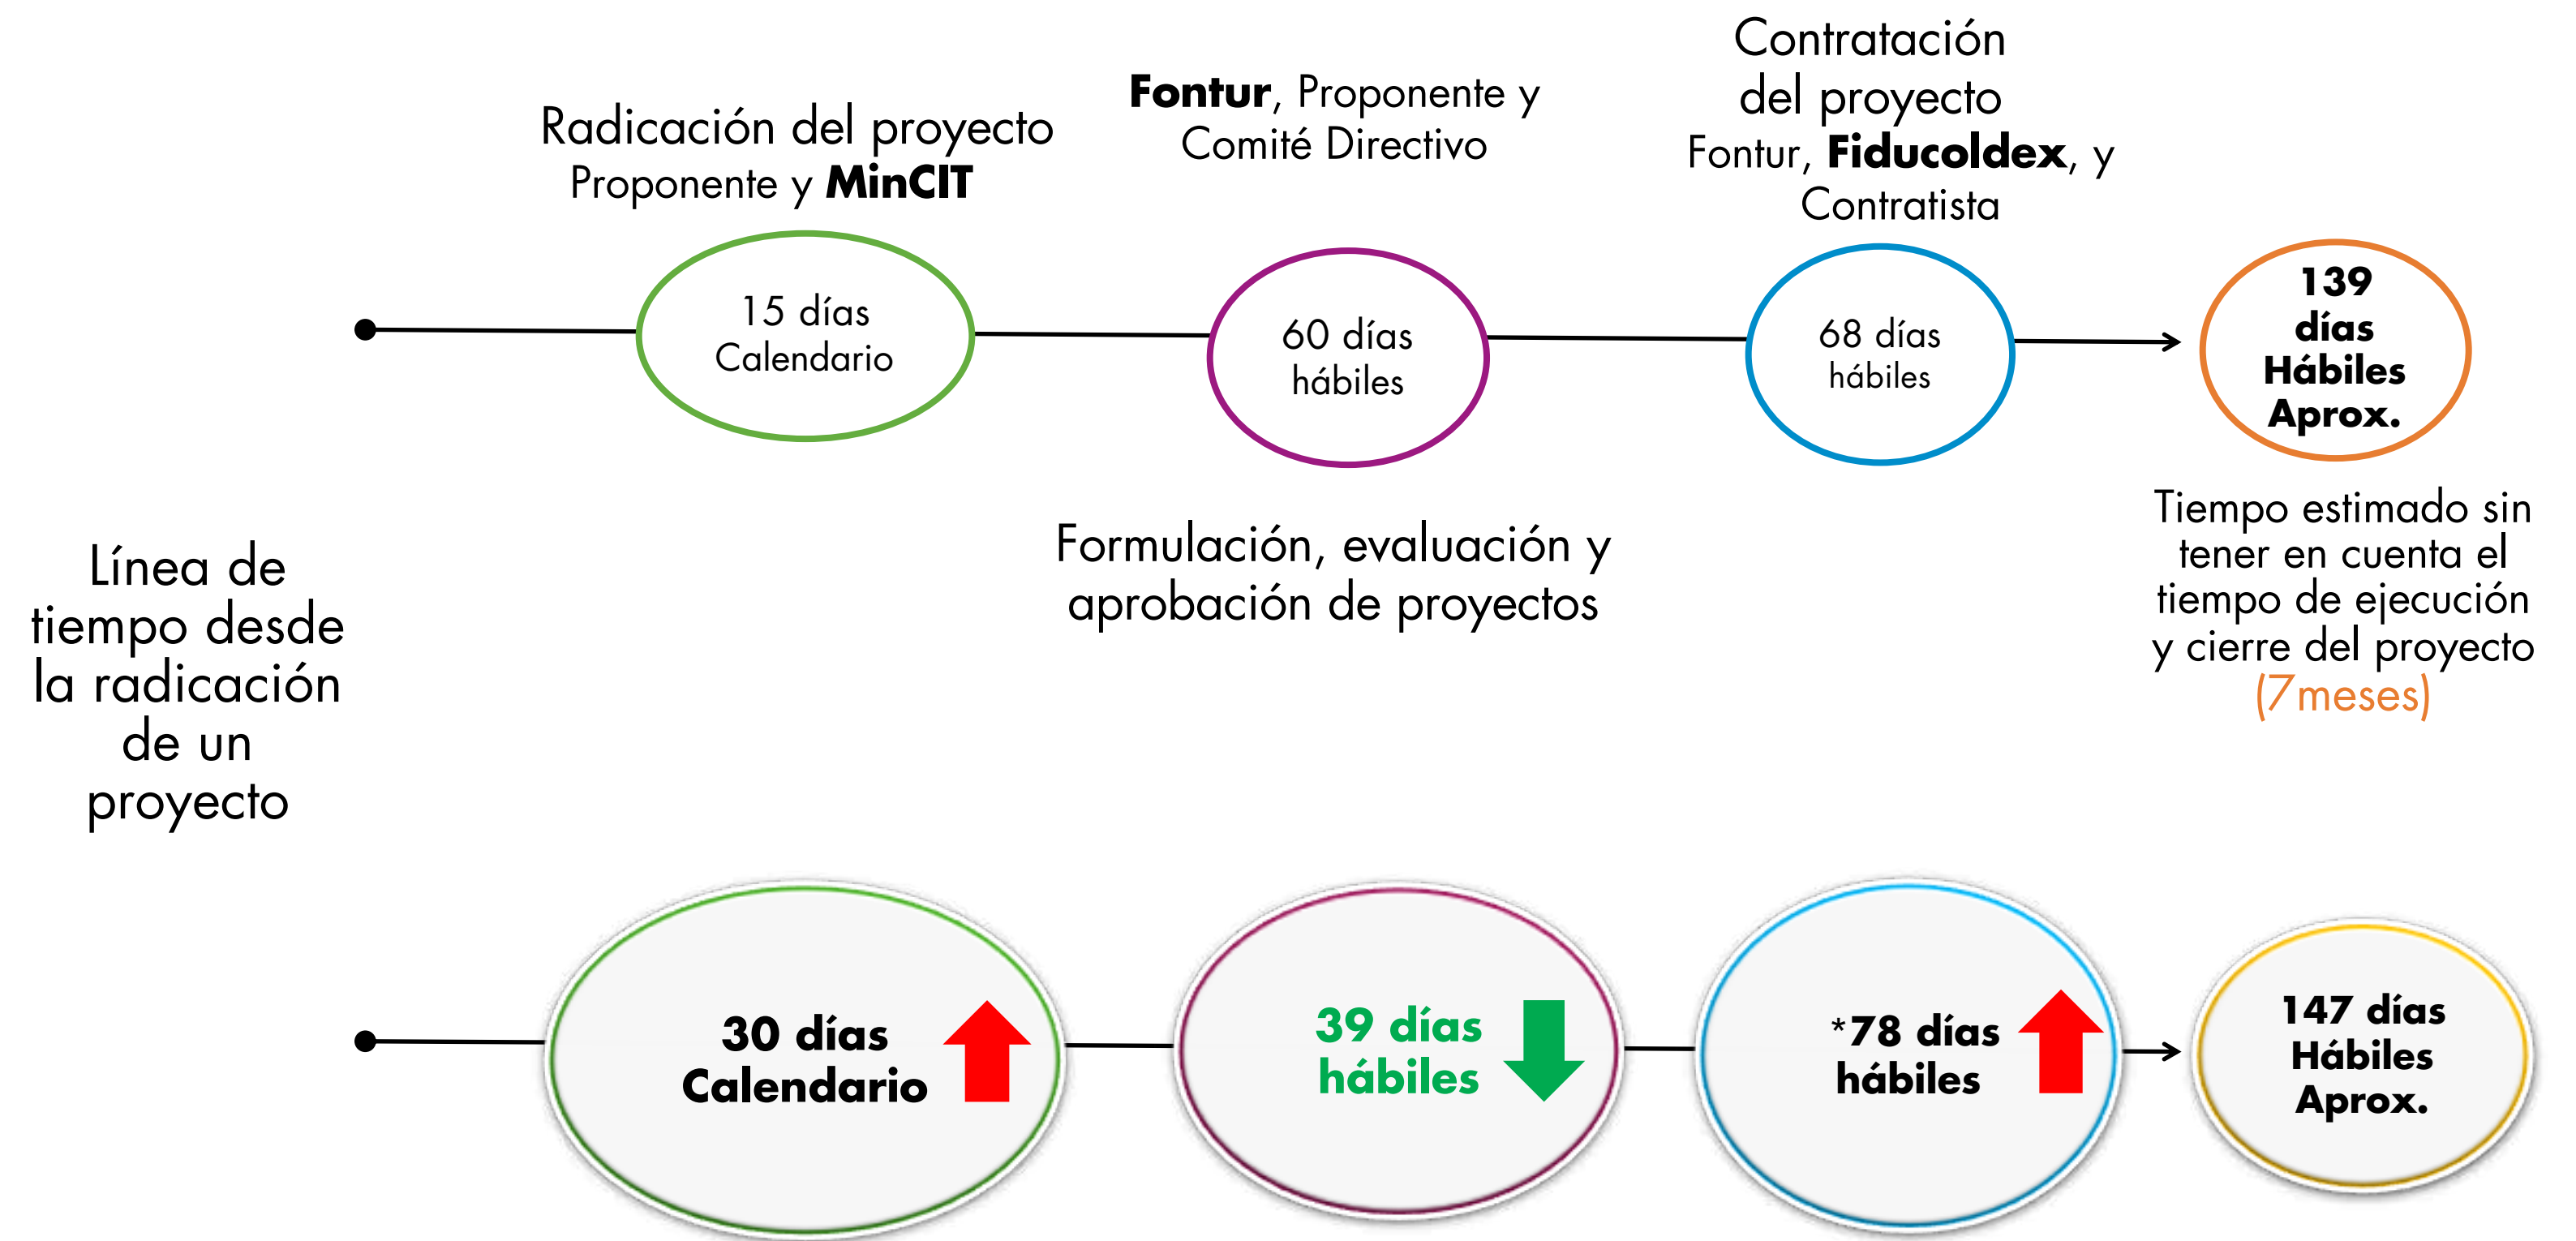 Radicación del proyecto
Proponente y MinCIT
Fontur, Proponente y
Comité Directivo
Contratación
del proyecto
Fontur, Fiducoldex, y
Contratista
15 días
Calendario
60 días
hábiles
68 días
hábiles
139
días
Hábiles
Aprox.
Formulación, evaluación y
aprobación de proyectos
Tiempo estimado sin
tener en cuenta el
tiempo de ejecución
y cierre del proyecto
(7meses)
Línea de
tiempo desde
la radicación
de un
proyecto
30 días
Calendario
39 días
hábiles
*78 días
hábiles
147 días
Hábiles
Aprox.